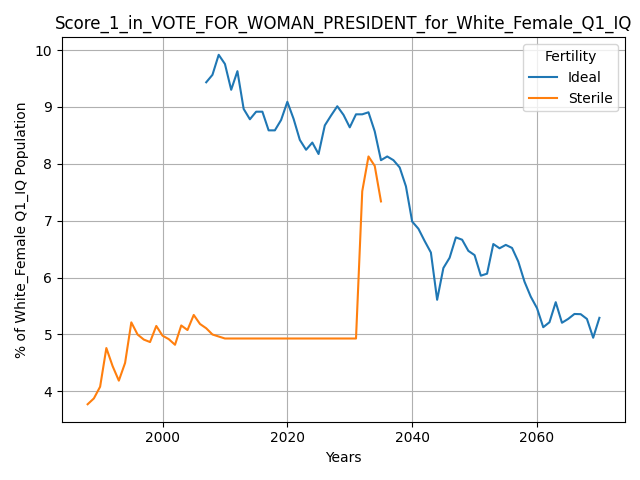 Score_1_in_VOTE_FOR_WOMAN_PRESIDENT_for_White_Female_Q1_IQ
Fertility
Ideal
Sterile
% of White_Female Q1_IQ Population
10
9
8
7
6
5
4
2000 2020 2040 2060
Years